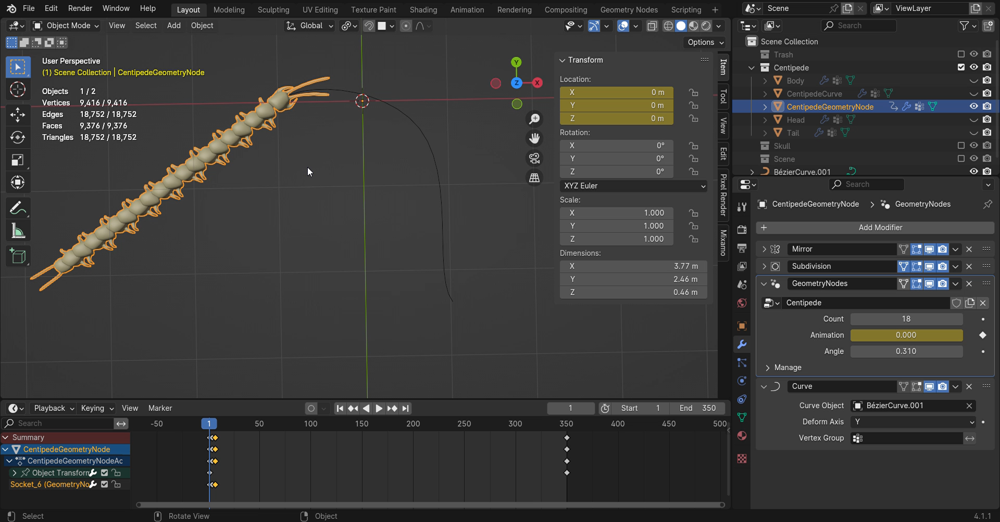 File Edit Render Window Help Layout Modeling Sculpting UV Editing Texture Paint Shading Animation Rendering Compositing Geometry Nodes Scripting + Scene ViewLayer
Object Mode View Select Add Object Global Search
Options
User Perspective
(1) Scene Collection | CentipedeGeometryNode
Objects 1 / 2
Vertices 9,416 / 9,416
Edges 18,752 / 18,752
Faces 9,376 / 9,376
Triangles 18,752 / 18,752
Y
Z
X
Transform
Location:
X 0 m
Y 0 m
Z 0 m
Rotation:
X 0°
Y 0°
Z 0°
XYZ Euler
Scale:
X 1.000
Y 1.000
Z 1.000
Dimensions:
X 3.77 m
Y 2.46 m
Z 0.46 m
Item
Tool
View
Edit
Pixel Render
Mixamo
Scene Collection
Trash
Centipede
Body
CentipedeCurve
CentipedeGeometryNode
Head
Tail
Skull
Scene
BézierCurve.001
Search
CentipedeGeometryNode > GeometryNodes
+ Add Modifier
Mirror
Subdivision
GeometryNodes
Centipede
Count 18
Animation 0.000
Angle 0.310
Manage
Curve
Curve Object BézierCurve.001
Deform Axis Y
Vertex Group
Playback Keying View Marker 1 Start 1 End 350
Search -50 1 50 100 150 200 250 300 350 400 450 500
Summary
CentipedeGeometryNode
CentipedeGeometryNodeAc
Object Transform
Socket_6 (GeometryNo
Select Rotate View Object 4.1.1